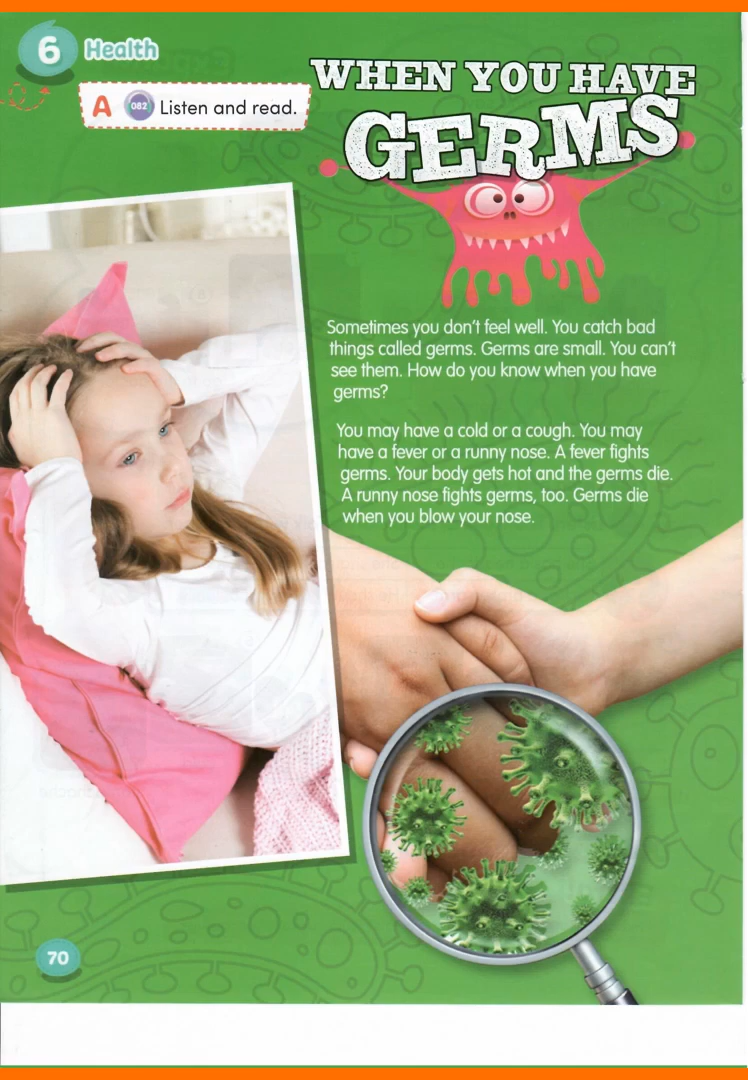 6 Health
A 082 Listen and read.
WHEN YOU HAVE
GERMS
Sometimes you don't feel well. You catch bad
things called germs. Germs are small. You can't
see them. How do you know when you have
germs?
You may have a cold or a cough. You may
have a fever or a runny nose. A fever fights
germs. Your body gets hot and the germs die.
A runny nose fights germs, too. Germs die
when you blow your nose.
70